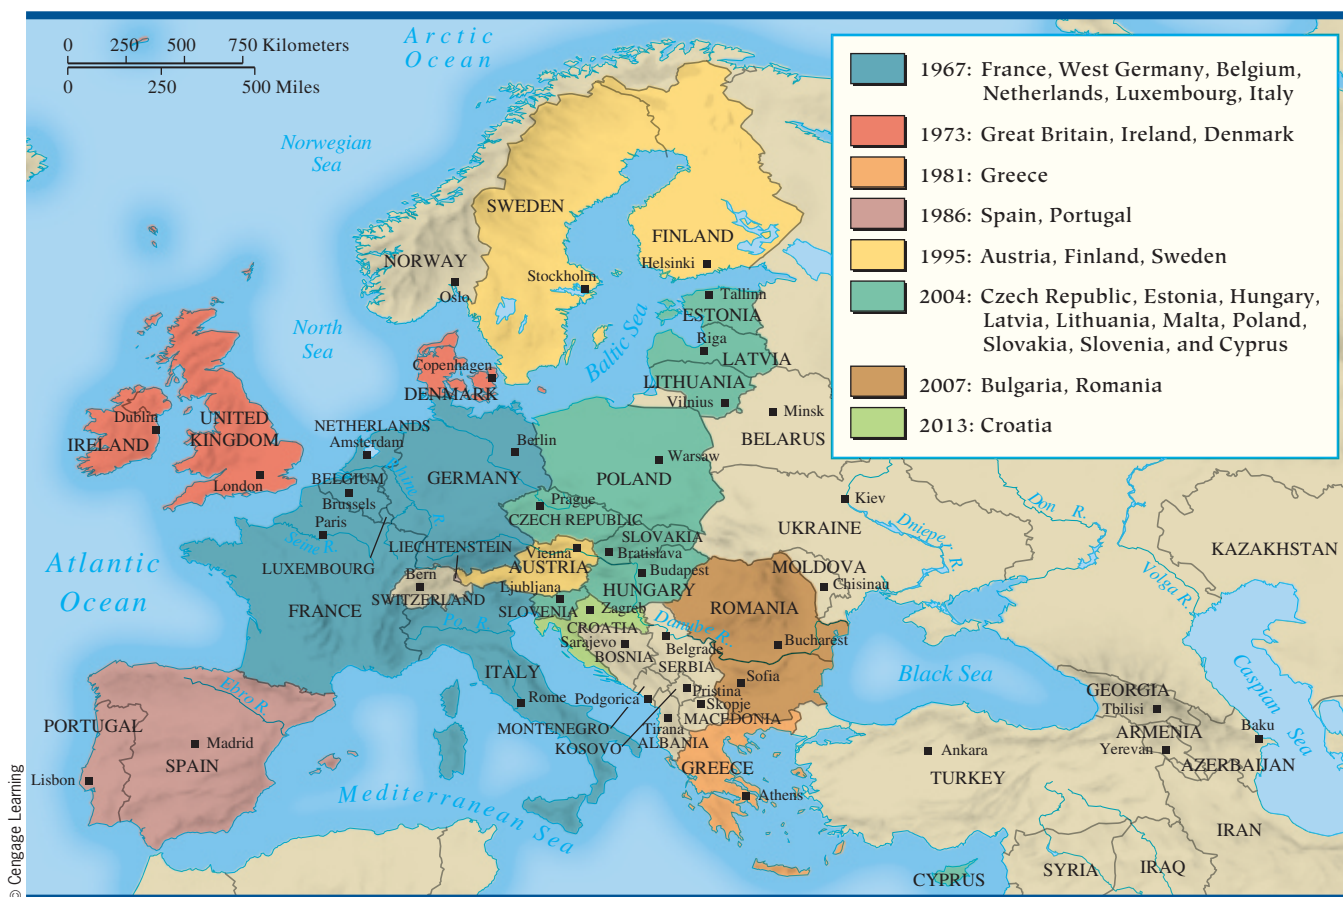 Arctic
Ocean
0 250 500 750 Kilometers
0 250 500 Miles
1967: France, West Germany, Belgium,
Netherlands, Luxembourg, Italy
1973: Great Britain, Ireland, Denmark
1981: Greece
1986: Spain, Portugal
1995: Austria, Finland, Sweden
2004: Czech Republic, Estonia, Hungary,
Latvia, Lithuania, Malta, Poland,
Slovakia, Slovenia, and Cyprus
2007: Bulgaria, Romania
2013: Croatia
Norwegian
Sea
SWEDEN
FINLAND
Helsinki
NORWAY
Oslo
Stockholm
Tallinn
ESTONIA
North
Sea
Baltic Sea
Riga
LATVIA
Copenhagen
DENMARK
LITHUANIA
Vilnius
Minsk
BELARUS
Dublin
IRELAND
UNITED
KINGDOM
London
NETHERLANDS
Amsterdam
Berlin
BELGIUM
Brussels
Rhine R.
GERMANY
Warsaw
POLAND
Paris
Seine R.
Prague
CZECH REPUBLIC
Kiev
UKRAINE
Dnieper R.
Don R.
Volga R.
KAZAKHSTAN
LUXEMBOURG
LIECHTENSTEIN
SLOVAKIA
Vienna
Bratislava
AUSTRIA
Budapest
HUNGARY
MOLDOVA
Chisinau
Atlantic
Ocean
Bern
SWITZERLAND
Ljubljana
SLOVENIA
Zagreb
CROATIA
FRANCE
Po R.
ROMANIA
Danube R.
Bucharest
Sarajevo
BOSNIA
Belgrade
SERBIA
ITALY
Rome
Podgorica
MONTENEGRO
KOSOVO
Pristina
Skopje
MACEDONIA
Tirana
ALBANIA
Sofia
Black Sea
Caspian Sea
GEORGIA
Tbilisi
ARMENIA
Yerevan
Baku
AZERBAIJAN
Ebro R.
PORTUGAL
Madrid
SPAIN
Lisbon
Mediterranean Sea
GREECE
Athens
Ankara
TURKEY
IRAN
CYPRUS
SYRIA
IRAQ
© Cengage Learning